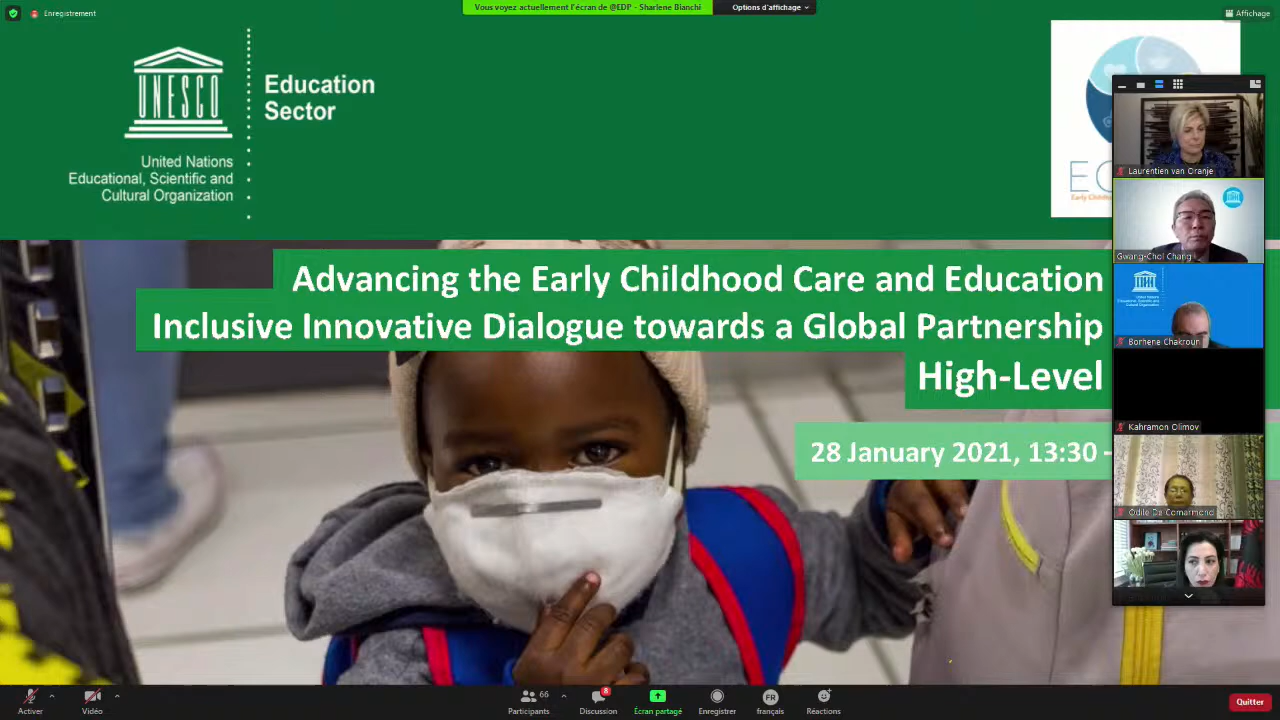 Enregistrement
Vous voyez actuellement l'écran de @EDP - Sharlene Bianchi
Options d'affichage
Affichage
UNESCO
Education
Sector
United Nations
Educational, Scientific and
Cultural Organization
Advancing the Early Childhood Care and Education
Inclusive Innovative Dialogue towards a Global Partnership
High-Level
28 January 2021, 13:30 -
Laurentien van Oranje
Gwang-Chol Chang
Borhene Chakroun
Kahramon Olimov
Odile De Comarmond
Activer
Vidéo
Participants
66
Discussion
8
Écran partagé
Enregistrer
FR
français
Réactions
Quitter